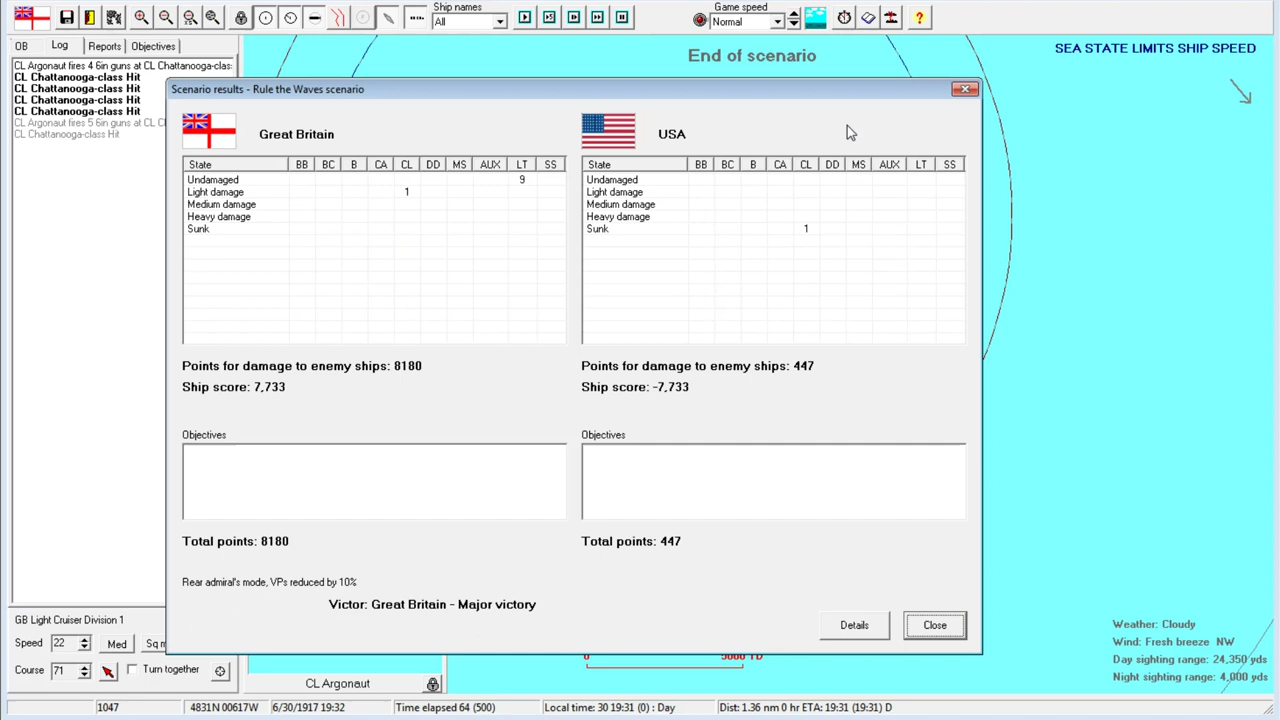 Ship names
All
Game speed
Normal
OB
Log
Reports
Objectives
End of scenario
SEA STATE LIMITS SHIP SPEED
CL Argonaut fires 4 6in guns at CL Chattanooga-clas:
CL Chattanooga-class Hit
CL Chattanooga-class Hit
CL Chattanooga-class Hit
CL Chattanooga-class Hit
CL Argonaut fires 5 6in guns at CL C
CL Chattanooga-class Hit
Scenario results - Rule the Waves scenario
Great Britain
State BB BC B CA CL DD MS AUX LT SS
Undamaged 9
Light damage 1
Medium damage
Heavy damage
Sunk
Points for damage to enemy ships: 8180
Ship score: 7,733
Objectives
Total points: 8180
USA
State BB BC B CA CL DD MS AUX LT SS
Undamaged
Light damage
Medium damage
Heavy damage
Sunk 1
Points for damage to enemy ships: 447
Ship score: -7,733
Objectives
Total points: 447
Rear admiral's mode, VPs reduced by 10%
Victor: Great Britain - Major victory
Details
Close
GB Light Cruiser Division 1
Speed 22 Med Sq m
Course 71 Turn together
CL Argonaut
Weather: Cloudy
Wind: Fresh breeze NW
Day sighting range: 24,350 yds
Night sighting range: 4,000 yds
1047
4831N 00617W
6/30/1917 19:32
Time elapsed 64 (500)
Local time: 30 19:31 (0) : Day
Dist: 1.36 nm 0 hr ETA: 19:31 (19:31) D